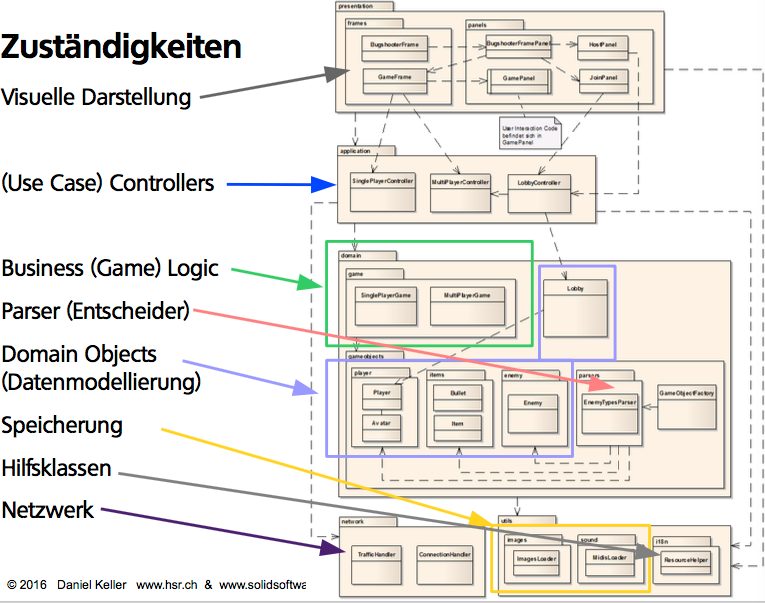 Zuständigkeiten
Visuelle Darstellung
(Use Case) Controllers
Business (Game) Logic
Parser (Entscheider)
Domain Objects
(Datenmodellierung)
Speicherung
Hilfsklassen
Netzwerk
presentation
frames
BugshooterFrame
GameFrame
panels
BugshooterFramePanel
HostPanel
GamePanel
JoinPanel
User Interaction Code
befindet sich in
GamePanel
application
SinglePlayerController
MultiPlayerController
LobbyController
domain
game
SinglePlayerGame
MultiPlayerGame
Lobby
gameobjects
player
Player
Avatar
items
Bullet
Item
enemy
Enemy
parsers
EnemyTypesParser
GameObjectFactory
network
TrafficHandler
ConnectionHandler
utils
images
ImagesLoader
sound
MidisLoader
i18n
ResourceHelper
© 2016 Daniel Keller www.hsr.ch & www.solidsoftwa